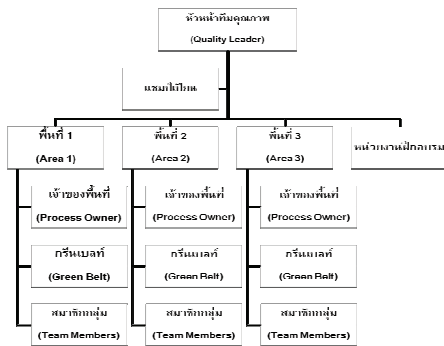 หัวหน้าทีมคุณภาพ
(Quality Leader)
แชมป์เปี้ยน
พื้นที่ 1
(Area 1)
พื้นที่ 2
(Area 2)
พื้นที่ 3
(Area 3)
หน่วยงานฝึกอบรม
เจ้าของพื้นที่
(Process Owner)
เจ้าของพื้นที่
(Process Owner)
เจ้าของพื้นที่
(Process Owner)
กรีนเบลท์
(Green Belt)
กรีนเบลท์
(Green Belt)
กรีนเบลท์
(Green Belt)
สมาชิกกลุ่ม
(Team Members)
สมาชิกกลุ่ม
(Team Members)
สมาชิกกลุ่ม
(Team Members)